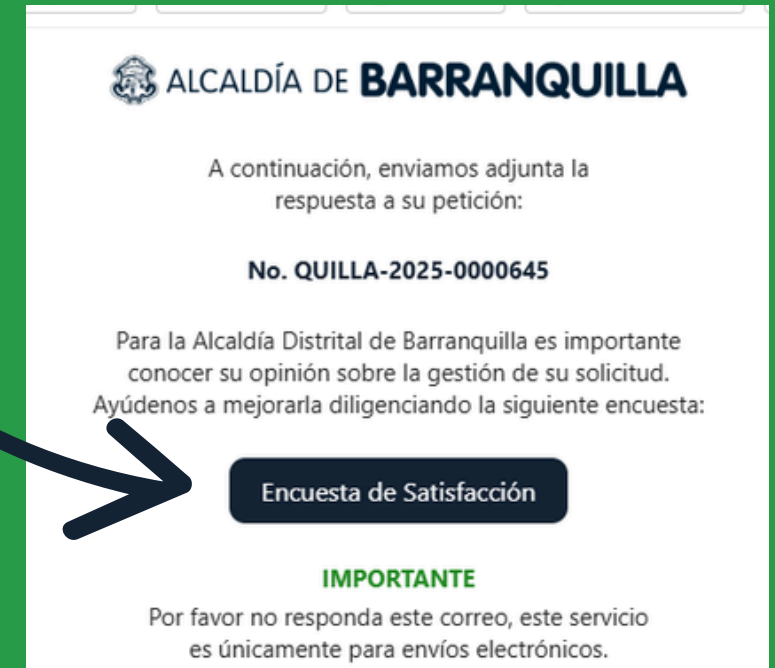 ALCALDÍA DE BARRANQUILLA
A continuación, enviamos adjunta la
respuesta a su petición:
No. QUILLA-2025-0000645
Para la Alcaldía Distrital de Barranquilla es importante
conocer su opinión sobre la gestión de su solicitud.
Ayúdenos a mejorarla diligenciando la siguiente encuesta:
Encuesta de Satisfacción
IMPORTANTE
Por favor no responda este correo, este servicio
es únicamente para envíos electrónicos.